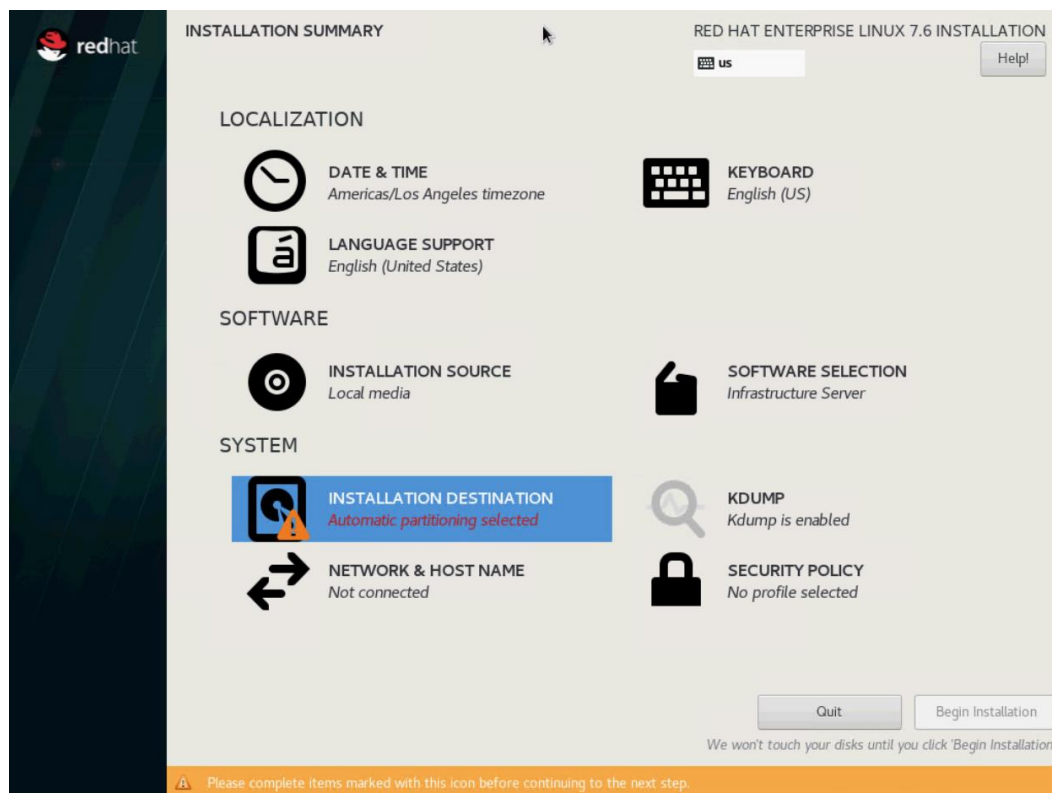 redhat
INSTALLATION SUMMARY
RED HAT ENTERPRISE LINUX 7.6 INSTALLATION
us
Help!
LOCALIZATION
DATE & TIME
Americas/Los Angeles timezone
KEYBOARD
English (US)
á
LANGUAGE SUPPORT
English (United States)
SOFTWARE
INSTALLATION SOURCE
Local media
SOFTWARE SELECTION
Infrastructure Server
SYSTEM
INSTALLATION DESTINATION
Automatic partitioning selected
KDUMP
Kdump is enabled
NETWORK & HOST NAME
Not connected
SECURITY POLICY
No profile selected
Quit
Begin Installation
We won't touch your disks until you click 'Begin Installation
Please complete items marked with this icon before continuing to the next step.